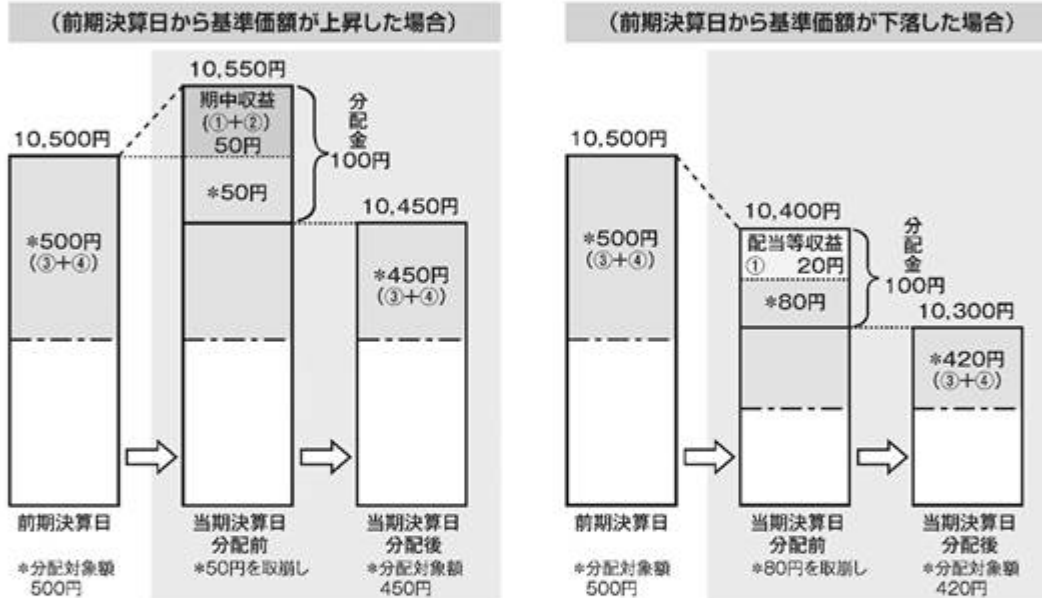 （前期決算日から基準価額が上昇した場合）
10,550円
期中収益
(①+②)
50円
*50円
分配金
100円
10,500円
*500円
(③+④)
10,450円
*450円
(③+④)
前期決算日
当期決算日
分配前
当期決算日
分配後
*分配対象額
500円
*50円を取崩し
*分配対象額
450円
（前期決算日から基準価額が下落した場合）
10,500円
*500円
(③+④)
10,400円
配当等収益
① 20円
*80円
分配金
100円
10,300円
*420円
(③+④)
前期決算日
当期決算日
分配前
当期決算日
分配後
*分配対象額
500円
*80円を取崩し
*分配対象額
420円